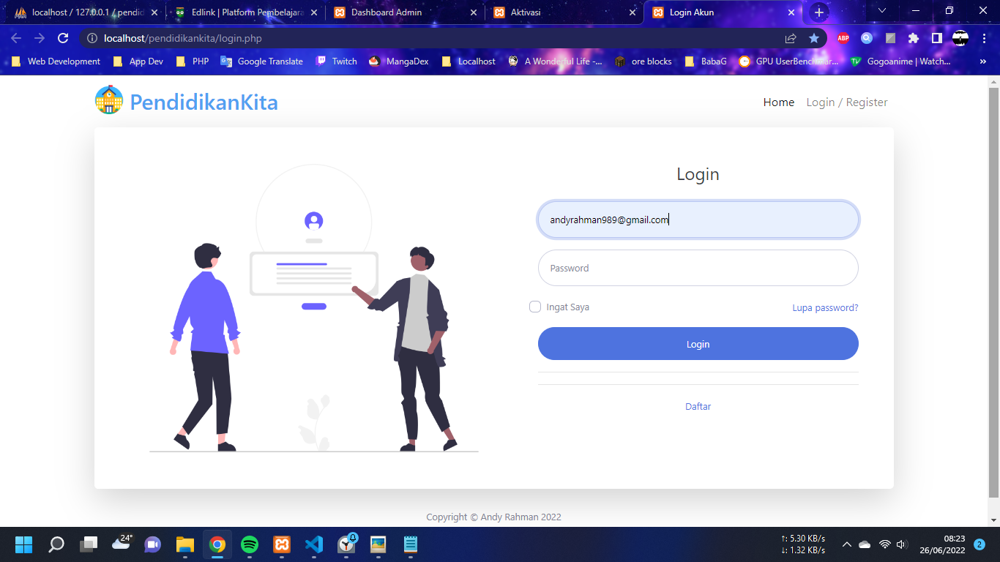 localhost / 127.0.0.1 / pendid
Edlink | Platform Pembelajara
Dashboard Admin
Aktivasi
Login Akun
localhost/pendidikankita/login.php
ABP
Web Development
App Dev
PHP
Google Translate
Twitch
MangaDex
Localhost
A Wonderful Life -...
ore blocks
BabaG
GPU UserBenchmar...
Gogoanime | Watch...
»
PendidikanKita
Home
Login / Register
Login
andyrahman989@gmail.com
Password
Ingat Saya
Lupa password?
Login
Daftar
Copyright © Andy Rahman 2022
24°
↑: 5.30 KB/s
↓: 1.32 KB/s
08:23
26/06/2022
2